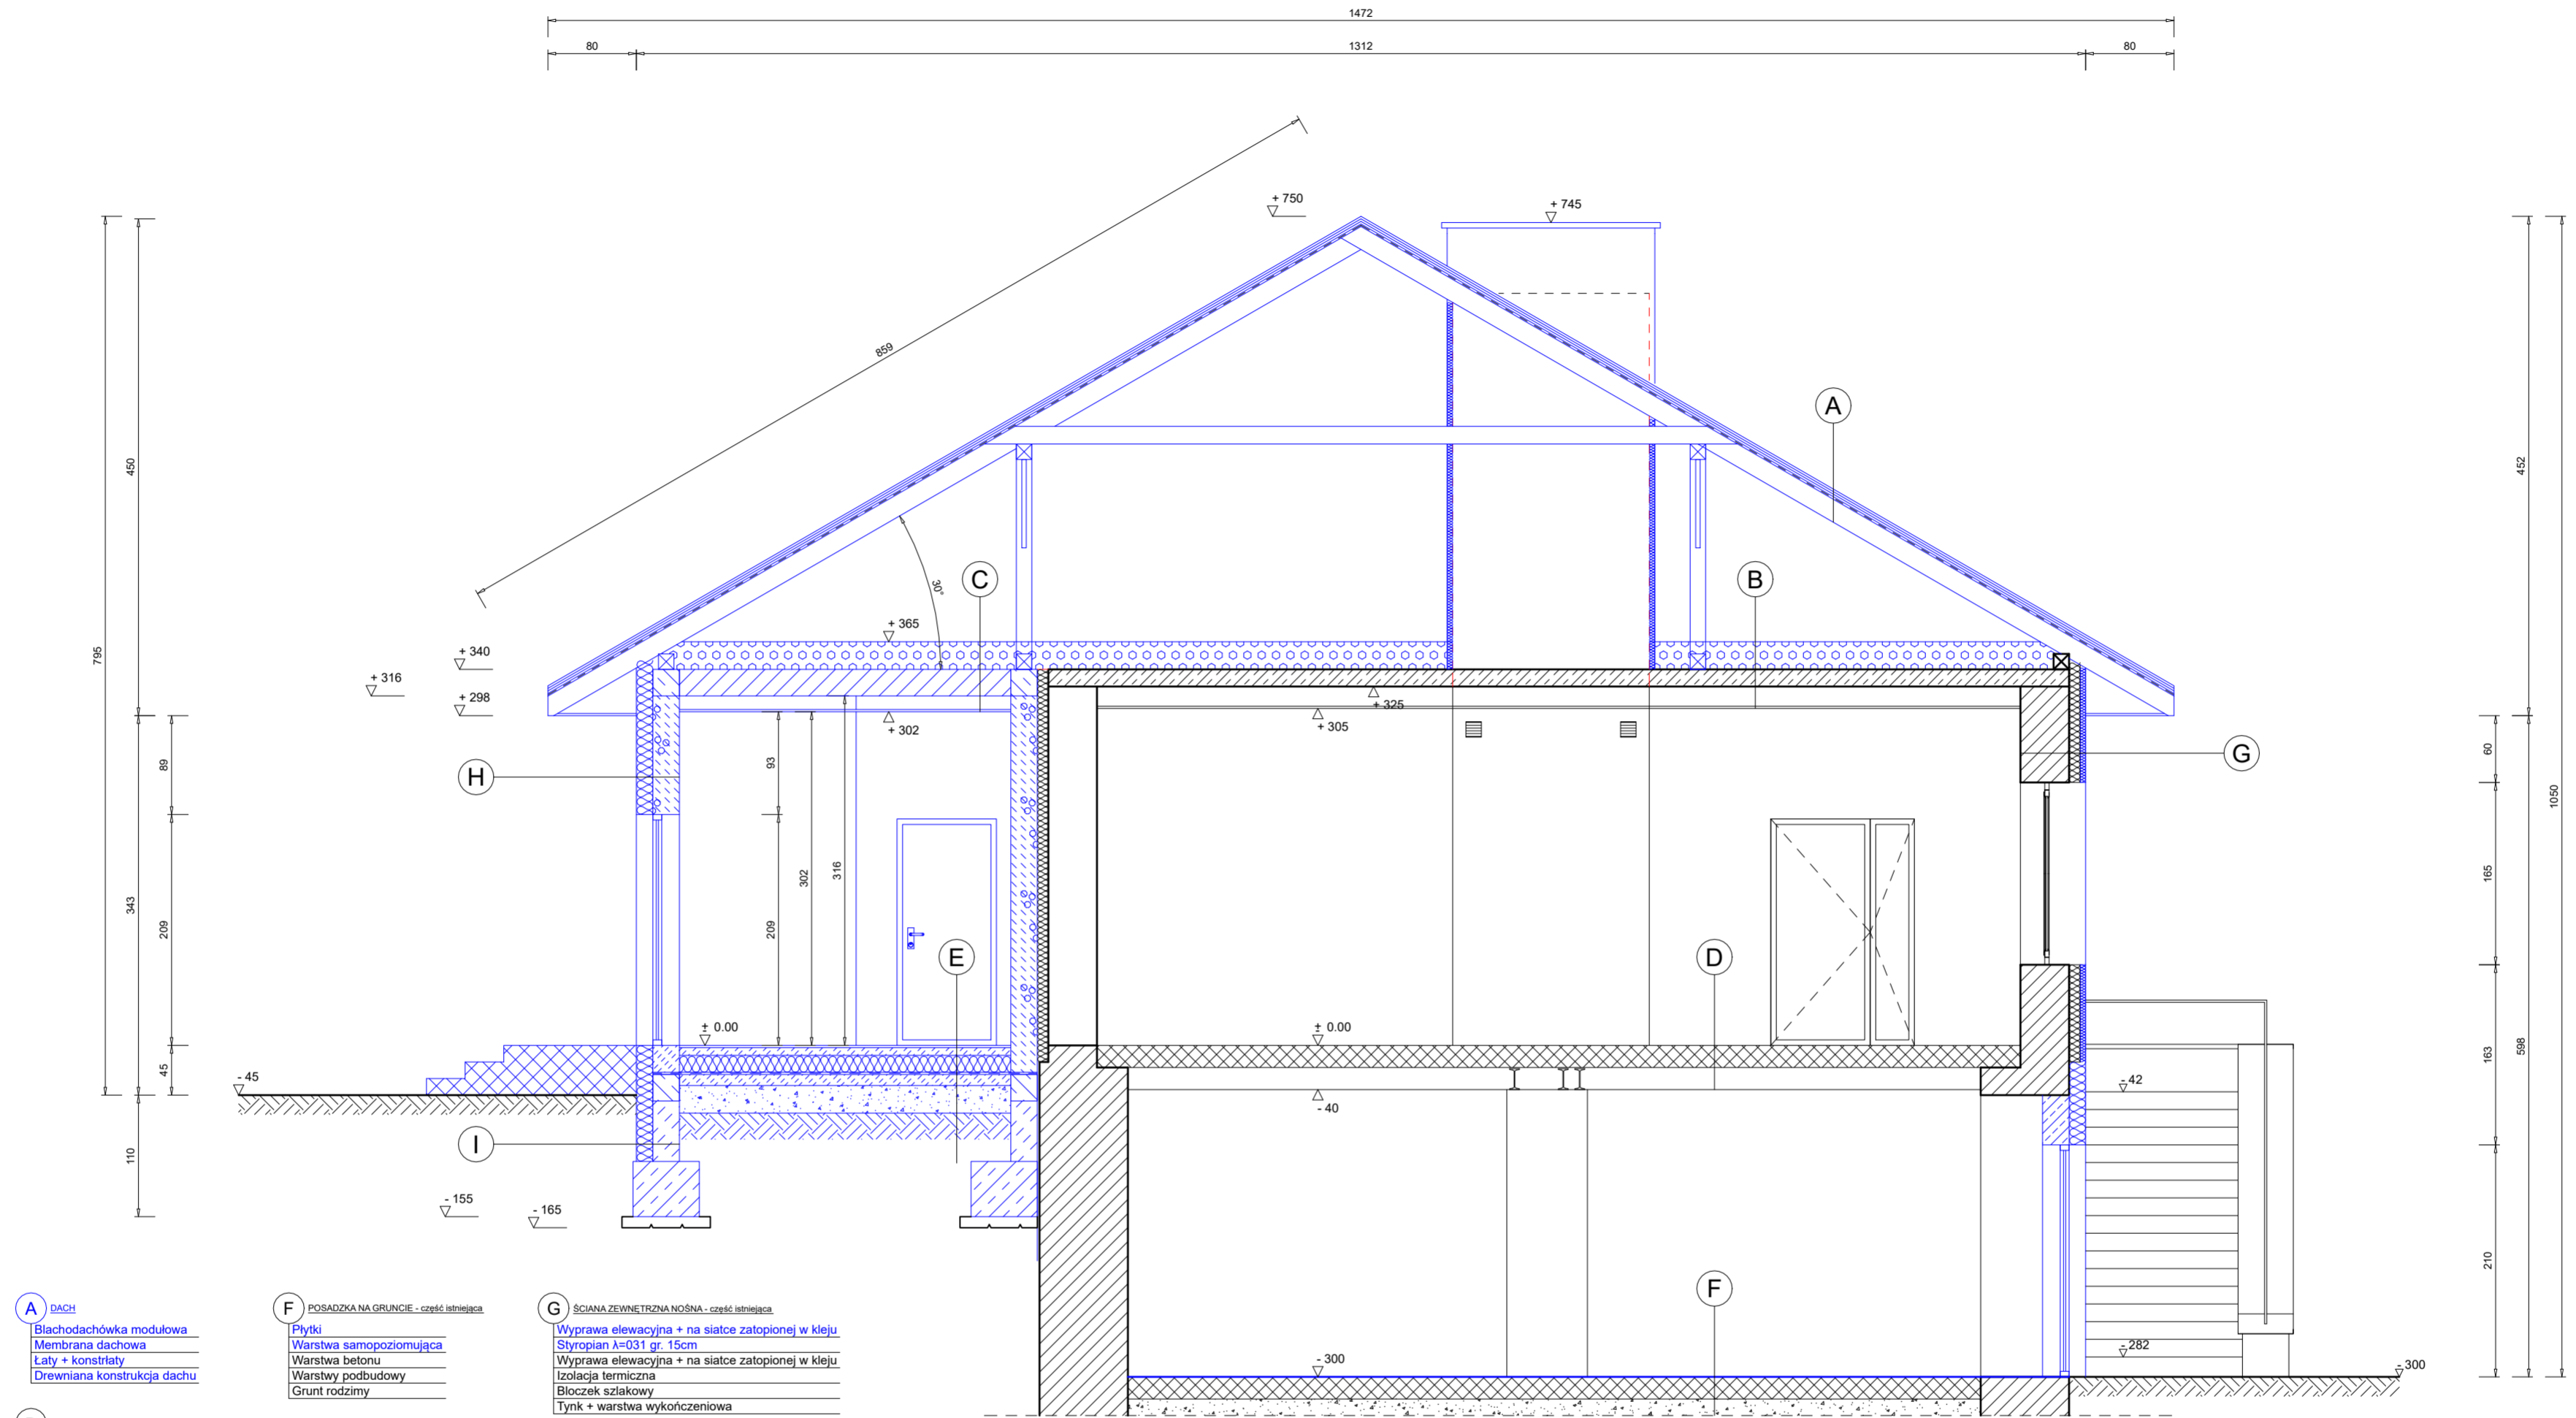 1472
80
1312
80
859
+ 750
+ 745
795
450
452
1050
A
C
B
30°
+ 365
+ 340
+ 316
+ 298
+ 302
+ 325
+ 305
H
G
89
93
60
343
209
209
302
316
165
E
D
± 0.00
± 0.00
45
163
598
- 45
- 40
- 42
I
110
- 155
- 165
210
F
- 300
- 282
- 300
A DACH
Blachodachówka modułowa
Membrana dachowa
Łaty + konstrłaty
Drewniana konstrukcja dachu
F POSADZKA NA GRUNCIE - część istniejąca
Płytki
Warstwa samopoziomująca
Warstwa betonu
Warstwy podbudowy
Grunt rodzimy
G ŚCIANA ZEWNĘTRZNA NOŚNA - część istniejąca
Wyprawa elewacyjna + na siatce zatopionej w kleju
Styropian λ=031 gr. 15cm
Wyprawa elewacyjna + na siatce zatopionej w kleju
Izolacja termiczna
Bloczek szlakowy
Tynk + warstwa wykończeniowa